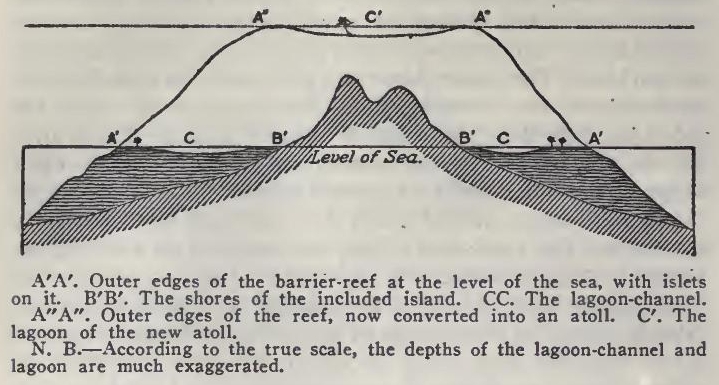 A″ C′ A″
A′ C B′ B′ C A′
Level of Sea.
A′A′. Outer edges of the barrier-reef at the level of the sea, with islets
on it. B′B′. The shores of the included island. CC. The lagoon-channel.
A″A″. Outer edges of the reef, now converted into an atoll. C′. The
lagoon of the new atoll.
N. B.—According to the true scale, the depths of the lagoon-channel and
lagoon are much exaggerated.